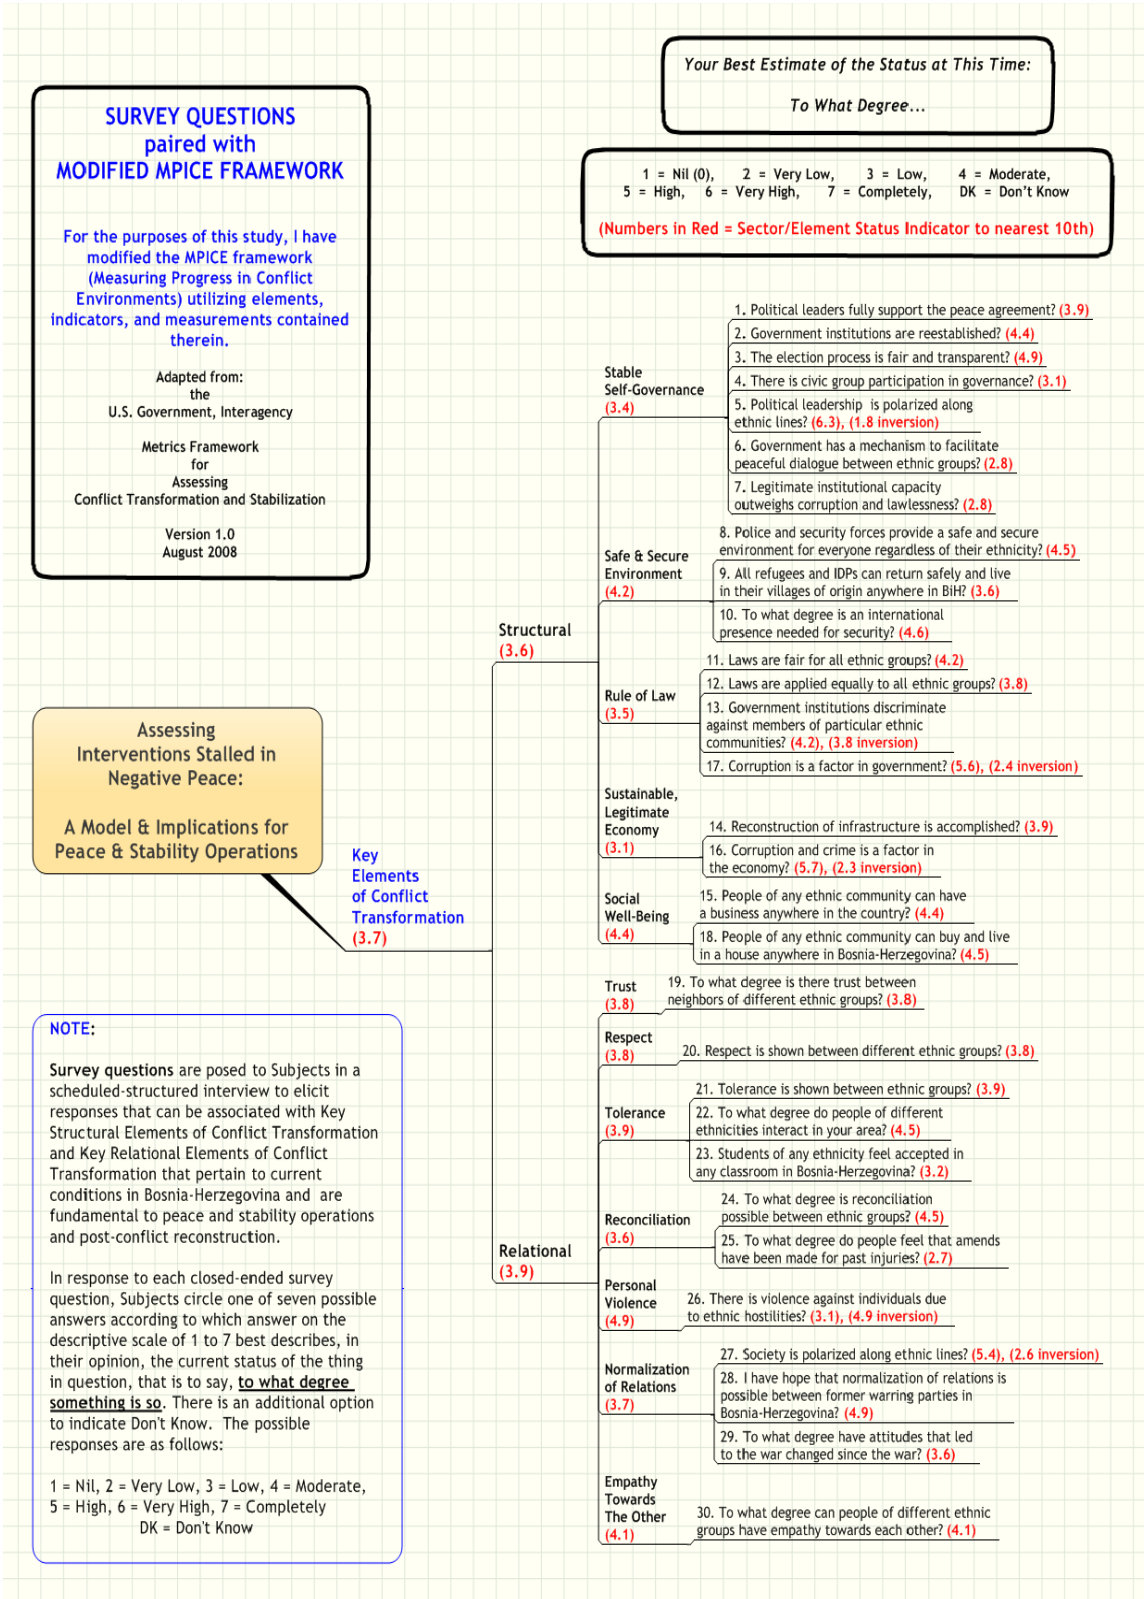 Your Best Estimate of the Status at This Time:
To What Degree...
SURVEY QUESTIONS
paired with
MODIFIED MPICE FRAMEWORK
For the purposes of this study, I have
modified the MPICE framework
(Measuring Progress in Conflict
Environments) utilizing elements,
indicators, and measurements contained
therein.
Adapted from:
the
U.S. Government, Interagency
Metrics Framework
for
Assessing
Conflict Transformation and Stabilization
Version 1.0
August 2008
1 = Nil (0), 2 = Very Low, 3 = Low, 4 = Moderate,
5 = High, 6 = Very High, 7 = Completely, DK = Don't Know
(Numbers in Red = Sector/Element Status Indicator to nearest 10th)
Assessing
Interventions Stalled in
Negative Peace:
A Model & Implications for
Peace & Stability Operations
Key
Elements
of Conflict
Transformation
(3.7)
Structural
(3.6)
Stable
Self-Governance
(3.4)
1. Political leaders fully support the peace agreement? (3.9)
2. Government institutions are reestablished? (4.4)
3. The election process is fair and transparent? (4.9)
4. There is civic group participation in governance? (3.1)
5. Political leadership is polarized along
ethnic lines? (6.3), (1.8 inversion)
6. Government has a mechanism to facilitate
peaceful dialogue between ethnic groups? (2.8)
7. Legitimate institutional capacity
outweighs corruption and lawlessness? (2.8)
Safe & Secure
Environment
(4.2)
8. Police and security forces provide a safe and secure
environment for everyone regardless of their ethnicity? (4.5)
9. All refugees and IDPs can return safely and live
in their villages of origin anywhere in BiH? (3.6)
10. To what degree is an international
presence needed for security? (4.6)
Rule of Law
(3.5)
11. Laws are fair for all ethnic groups? (4.2)
12. Laws are applied equally to all ethnic groups? (3.8)
13. Government institutions discriminate
against members of particular ethnic
communities? (4.2), (3.8 inversion)
17. Corruption is a factor in government? (5.6), (2.4 inversion)
Sustainable,
Legitimate
Economy
(3.1)
14. Reconstruction of infrastructure is accomplished? (3.9)
16. Corruption and crime is a factor in
the economy? (5.7), (2.3 inversion)
Social
Well-Being
(4.4)
15. People of any ethnic community can have
a business anywhere in the country? (4.4)
18. People of any ethnic community can buy and live
in a house anywhere in Bosnia-Herzegovina? (4.5)
Relational
(3.9)
Trust
(3.8)
19. To what degree is there trust between
neighbors of different ethnic groups? (3.8)
Respect
(3.8)
20. Respect is shown between different ethnic groups? (3.8)
Tolerance
(3.9)
21. Tolerance is shown between ethnic groups? (3.9)
22. To what degree do people of different
ethnicities interact in your area? (4.5)
23. Students of any ethnicity feel accepted in
any classroom in Bosnia-Herzegovina? (3.2)
Reconciliation
(3.6)
24. To what degree is reconciliation
possible between ethnic groups? (4.5)
25. To what degree do people feel that amends
have been made for past injuries? (2.7)
Personal
Violence
(4.9)
26. There is violence against individuals due
to ethnic hostilities? (3.1), (4.9 inversion)
Normalization
of Relations
(3.7)
27. Society is polarized along ethnic lines? (5.4), (2.6 inversion)
28. I have hope that normalization of relations is
possible between former warring parties in
Bosnia-Herzegovina? (4.9)
29. To what degree have attitudes that led
to the war changed since the war? (3.6)
Empathy
Towards
The Other
(4.1)
30. To what degree can people of different ethnic
groups have empathy towards each other? (4.1)
NOTE:
Survey questions are posed to Subjects in a
scheduled-structured interview to elicit
responses that can be associated with Key
Structural Elements of Conflict Transformation
and Key Relational Elements of Conflict
Transformation that pertain to current
conditions in Bosnia-Herzegovina and are
fundamental to peace and stability operations
and post-conflict reconstruction.
In response to each closed-ended survey
question, Subjects circle one of seven possible
answers according to which answer on the
descriptive scale of 1 to 7 best describes, in
their opinion, the current status of the thing
in question, that is to say, to what degree
something is so. There is an additional option
to indicate Don't Know. The possible
responses are as follows:
1 = Nil, 2 = Very Low, 3 = Low, 4 = Moderate,
5 = High, 6 = Very High, 7 = Completely
DK = Don't Know